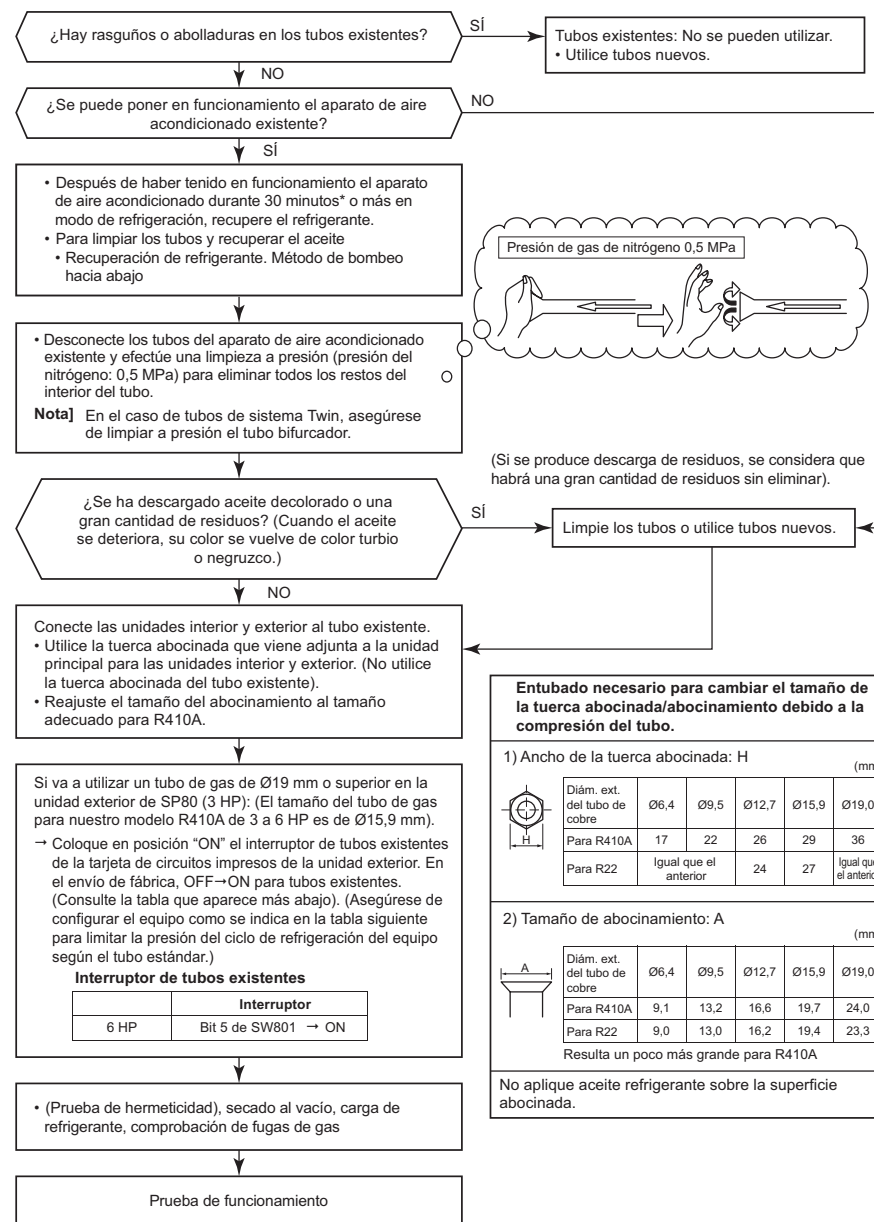 ¿Hay rasguños o abolladuras en los tubos existentes?
SÍ
Tubos existentes: No se pueden utilizar.
• Utilice tubos nuevos.
NO
¿Se puede poner en funcionamiento el aparato de aire
acondicionado existente?
NO
SÍ
• Después de haber tenido en funcionamiento el aparato
de aire acondicionado durante 30 minutos* o más en
modo de refrigeración, recupere el refrigerante.
• Para limpiar los tubos y recuperar el aceite
• Recuperación de refrigerante. Método de bombeo
hacia abajo
Presión de gas de nitrógeno 0,5 MPa
• Desconecte los tubos del aparato de aire acondicionado
existente y efectúe una limpieza a presión (presión del
nitrógeno: 0,5 MPa) para eliminar todos los restos del
interior del tubo.
Nota] En el caso de tubos de sistema Twin, asegúrese
de limpiar a presión el tubo bifurcador.
(Si se produce descarga de residuos, se considera que
habrá una gran cantidad de residuos sin eliminar).
¿Se ha descargado aceite decolorado o una
gran cantidad de residuos? (Cuando el aceite
se deteriora, su color se vuelve de color turbio
o negruzco.)
SÍ
Limpie los tubos o utilice tubos nuevos.
NO
Conecte las unidades interior y exterior al tubo existente.
• Utilice la tuerca abocinada que viene adjunta a la unidad
principal para las unidades interior y exterior. (No utilice
la tuerca abocinada del tubo existente).
• Reajuste el tamaño del abocinamiento al tamaño
adecuado para R410A.
Si va a utilizar un tubo de gas de Ø19 mm o superior en la
unidad exterior de SP80 (3 HP): (El tamaño del tubo de gas
para nuestro modelo R410A de 3 a 6 HP es de Ø15,9 mm).
→ Coloque en posición “ON” el interruptor de tubos existentes
de la tarjeta de circuitos impresos de la unidad exterior. En
el envío de fábrica, OFF→ON para tubos existentes.
(Consulte la tabla que aparece más abajo). (Asegúrese de
configurar el equipo como se indica en la tabla siguiente
para limitar la presión del ciclo de refrigeración del equipo
según el tubo estándar.)
Interruptor de tubos existentes
Interruptor
6 HP Bit 5 de SW801 → ON
• (Prueba de hermeticidad), secado al vacío, carga de
refrigerante, comprobación de fugas de gas
Prueba de funcionamiento
Entubado necesario para cambiar el tamaño de
la tuerca abocinada/abocinamiento debido a la
compresión del tubo.
1) Ancho de la tuerca abocinada: H
(mm
H
Diám. ext.
del tubo de
cobre
Ø6,4 Ø9,5 Ø12,7 Ø15,9 Ø19,0
Para R410A 17 22 26 29 36
Para R22 Igual que el
anterior
24 27 Igual que
el anterior
2) Tamaño de abocinamiento: A
(mm
A
Diám. ext.
del tubo de
cobre
Ø6,4 Ø9,5 Ø12,7 Ø15,9 Ø19,0
Para R410A 9,1 13,2 16,6 19,7 24,0
Para R22 9,0 13,0 16,2 19,4 23,3
Resulta un poco más grande para R410A
No aplique aceite refrigerante sobre la superficie
abocinada.